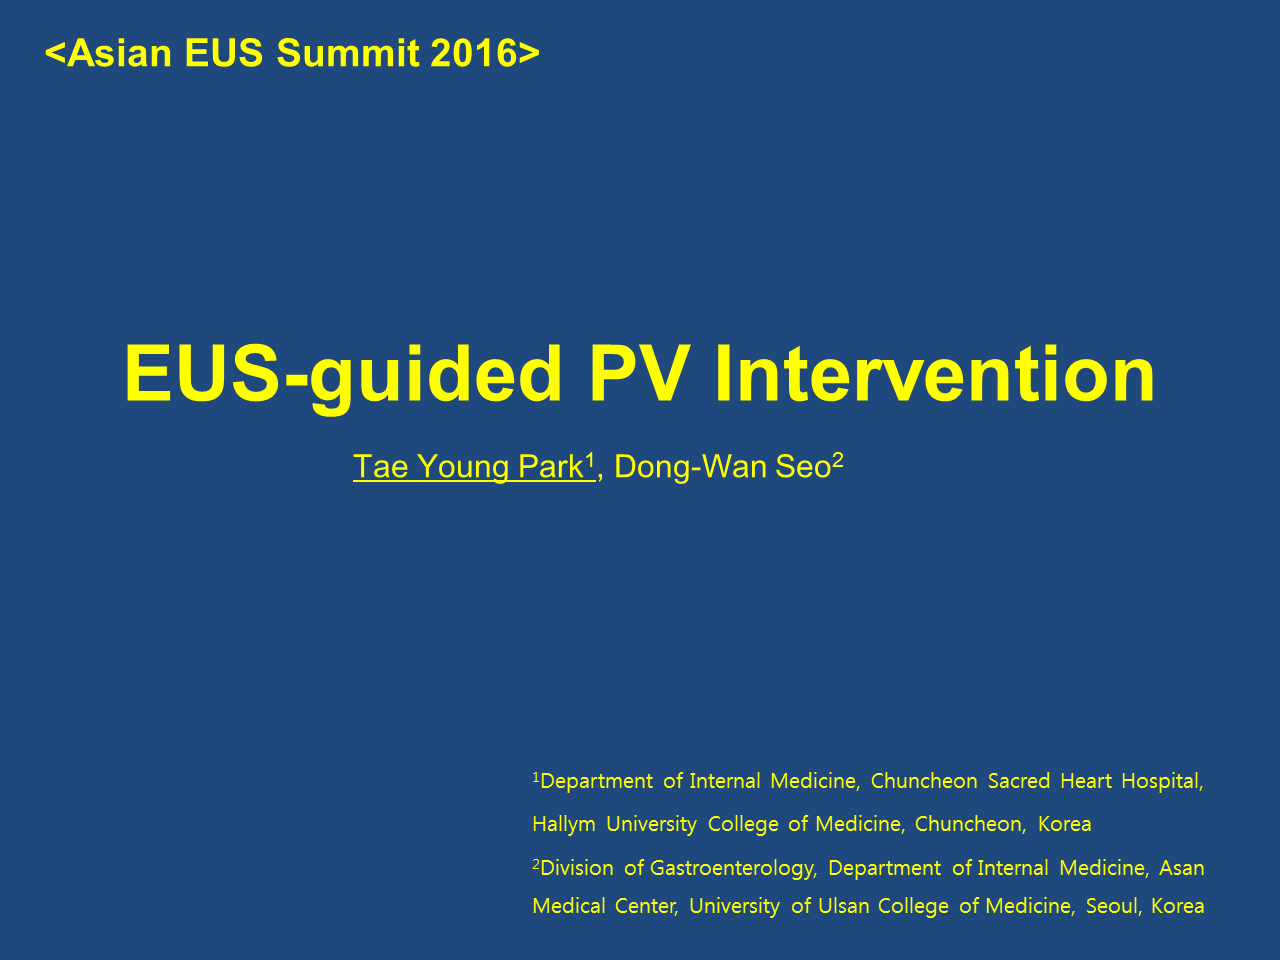 <Asian EUS Summit 2016>
EUS-guided PV Intervention
Tae Young Park1, Dong-Wan Seo2
1Department of Internal Medicine, Chuncheon Sacred Heart Hospital,
Hallym University College of Medicine, Chuncheon, Korea
2Division of Gastroenterology, Department of Internal Medicine, Asan
Medical Center, University of Ulsan College of Medicine, Seoul, Korea